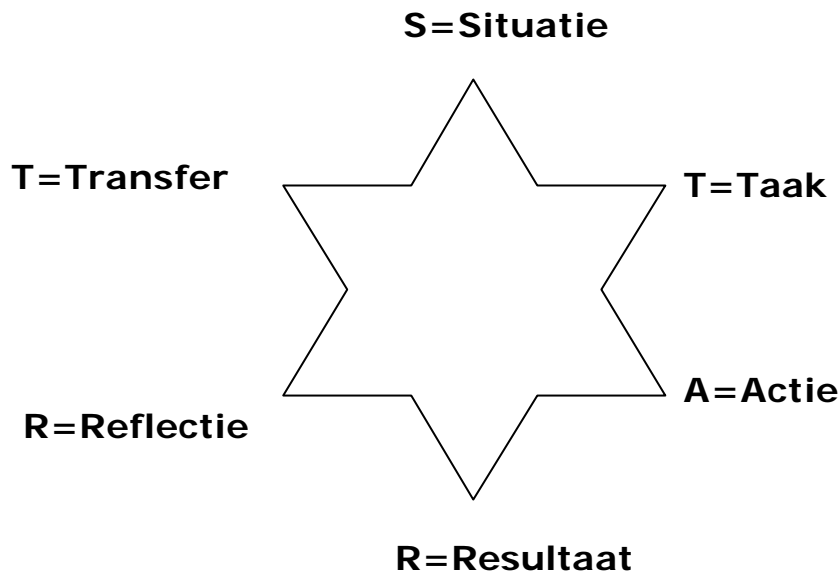 S=Situatie
T=Transfer
T=Taak
A=Actie
R=Reflectie
R=Resultaat